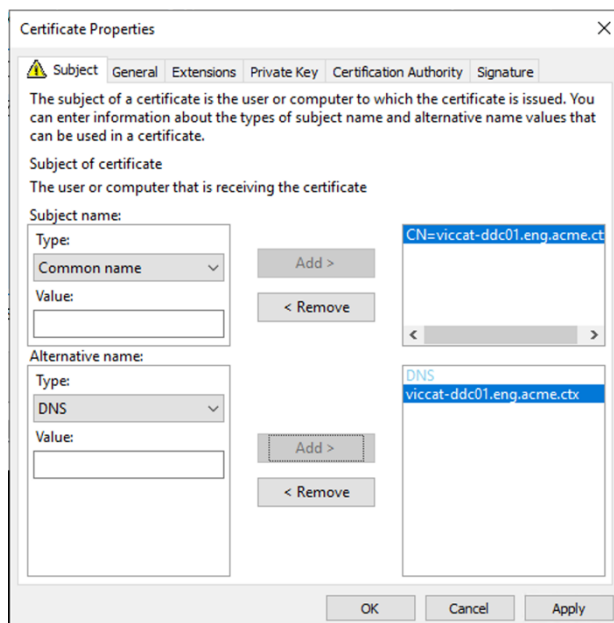 Certificate Properties
Subject General Extensions Private Key Certification Authority Signature
The subject of a certificate is the user or computer to which the certificate is issued. You
can enter information about the types of subject name and alternative name values that
can be used in a certificate.
Subject of certificate
The user or computer that is receiving the certificate
Subject name:
Type:
Common name
Value:
Add >
< Remove
CN=viccat-ddc01.eng.acme.ct
Alternative name:
Type:
DNS
Value:
Add >
< Remove
DNS
viccat-ddc01.eng.acme.ctx
OK Cancel Apply